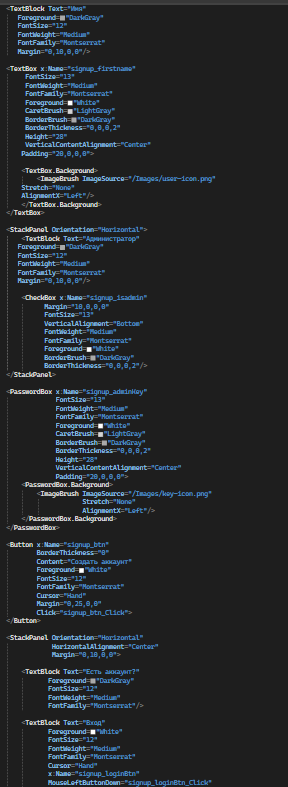 <TextBlock Text="Имя"
Foreground="DarkGray"
FontSize="12"
FontWeight="Medium"
FontFamily="Montserrat"
Margin="0,10,0,0"/>
<TextBox x:Name="signup_firstname"
FontSize="13"
FontWeight="Medium"
FontFamily="Montserrat"
Foreground="White"
CaretBrush="LightGray"
BorderBrush="DarkGray"
BorderThickness="0,0,0,2"
Height="28"
VerticalContentAlignment="Center"
Padding="20,0,0,0">
<TextBox.Background>
<ImageBrush ImageSource="/Images/user-icon.png"
Stretch="None"
AlignmentX="Left"/>
</TextBox.Background>
</TextBox>
<StackPanel Orientation="Horizontal">
<TextBlock Text="Администратор"
Foreground="DarkGray"
FontSize="12"
FontWeight="Medium"
FontFamily="Montserrat"
Margin="0,10,0,0"/>
<CheckBox x:Name="signup_isadmin"
Margin="10,0,0,0"
FontSize="13"
VerticalAlignment="Bottom"
FontWeight="Medium"
FontFamily="Montserrat"
Foreground="White"
BorderBrush="DarkGray"
BorderThickness="0,0,0,2"/>
</StackPanel>
<PasswordBox x:Name="signup_adminKey"
FontSize="13"
FontWeight="Medium"
FontFamily="Montserrat"
Foreground="White"
CaretBrush="LightGray"
BorderBrush="DarkGray"
BorderThickness="0,0,0,2"
Height="28"
VerticalContentAlignment="Center"
Padding="20,0,0,0">
<PasswordBox.Background>
<ImageBrush ImageSource="/Images/key-icon.png"
Stretch="None"
AlignmentX="Left"/>
</PasswordBox.Background>
</PasswordBox>
<Button x:Name="signup_btn"
BorderThickness="0"
Content="Создать аккаунт"
Foreground="White"
FontSize="12"
FontFamily="Montserrat"
Cursor="Hand"
Margin="0,25,0,0"
Click="signup_btn_Click">
</Button>
<StackPanel Orientation="Horizontal"
HorizontalAlignment="Center"
Margin="0,10,0,0">
<TextBlock Text="Есть аккаунт?"
Foreground="DarkGray"
FontSize="12"
FontWeight="Medium"
FontFamily="Montserrat"/>
<TextBlock Text="Вход"
Foreground="White"
FontSize="12"
FontWeight="Medium"
FontFamily="Montserrat"
Cursor="Hand"
x:Name="signup_loginBtn"
MouseLeftButtonDown="signup_loginBtn_Click"